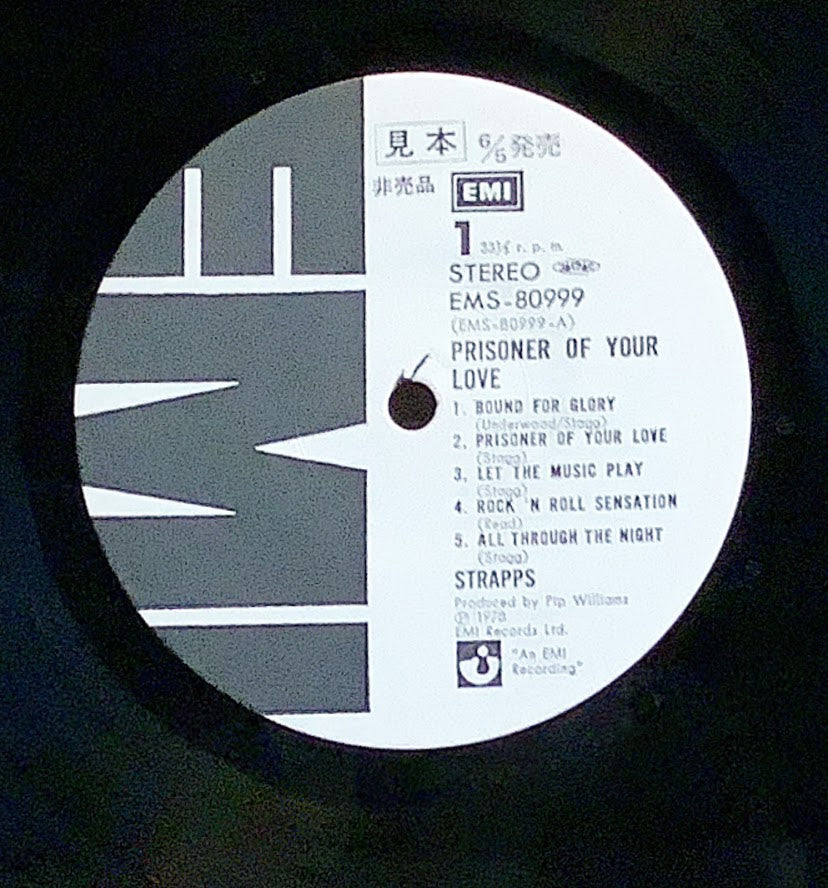 見本 6/5発売
非売品 EMI
1 33⅓ r. p. m.
STEREO
EMS-80999
(EMS-80999-A)
PRISONER OF YOUR
LOVE
1. BOUND FOR GLORY
(Underwood/Stagg)
2. PRISONER OF YOUR LOVE
(Stagg)
3. LET THE MUSIC PLAY
(Stagg)
4. ROCK 'N ROLL SENSATION
(Read)
5. ALL THROUGH THE NIGHT
(Stagg)
STRAPPS
Produced by Pip Williams
Ⓟ 1978
EMI Records Ltd.
"An EMI
Recording"